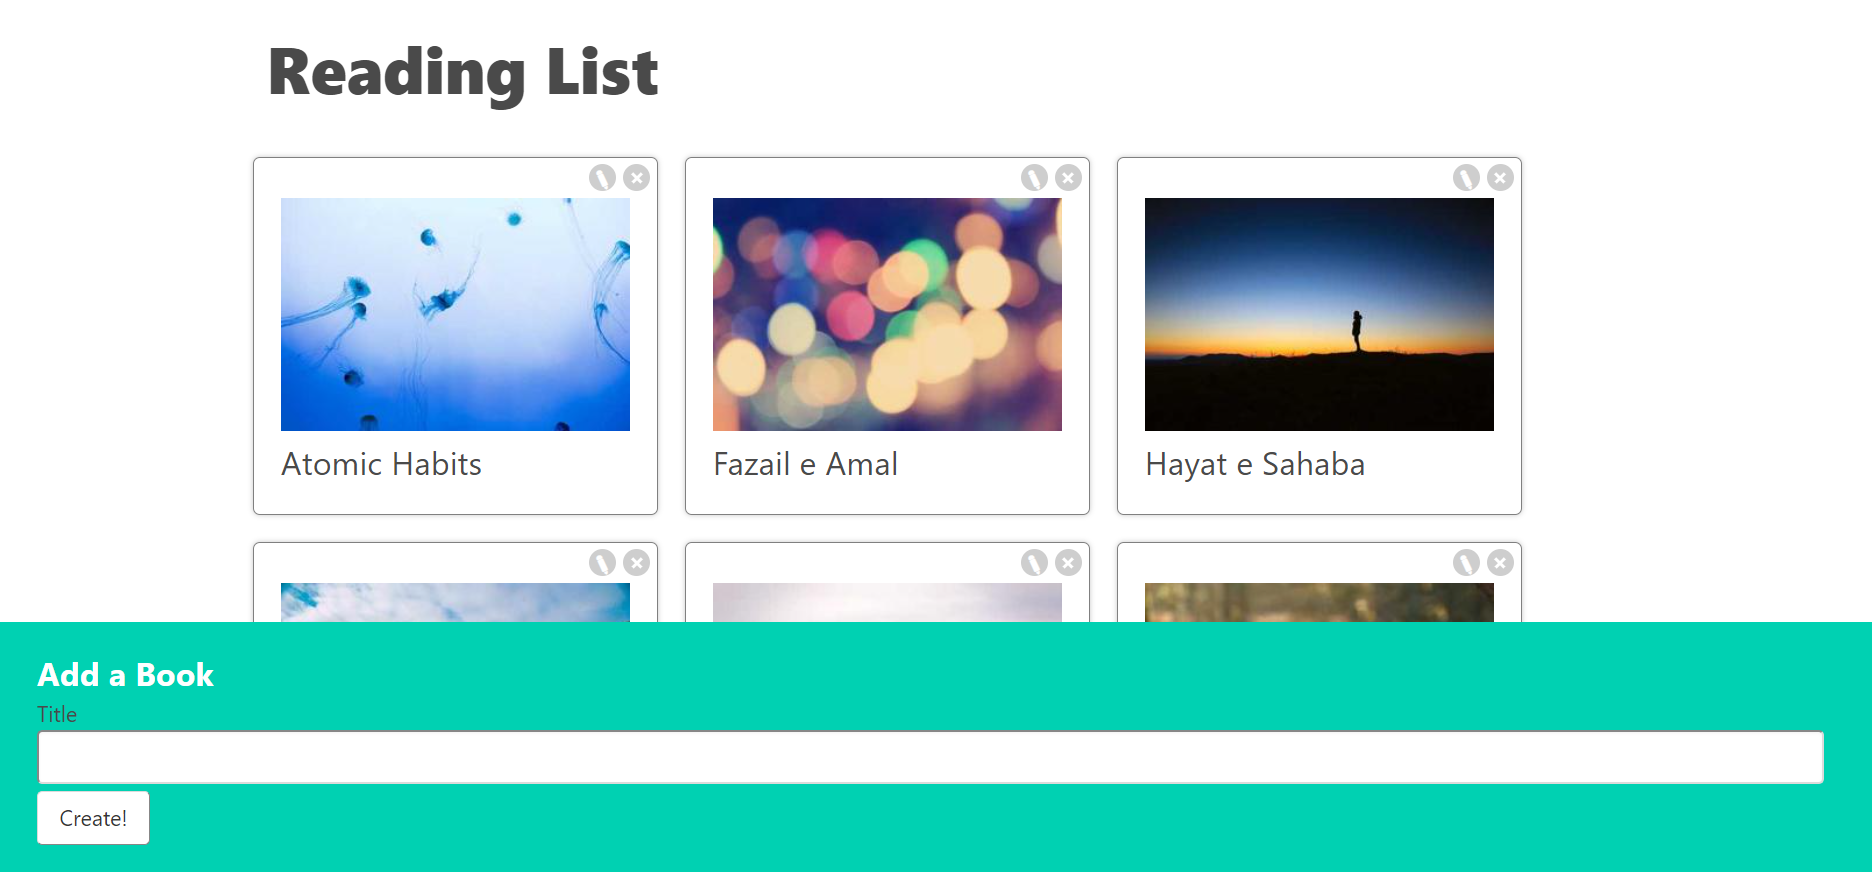 Reading List
Atomic Habits
Fazail e Amal
Hayat e Sahaba
Add a Book
Title
Create!